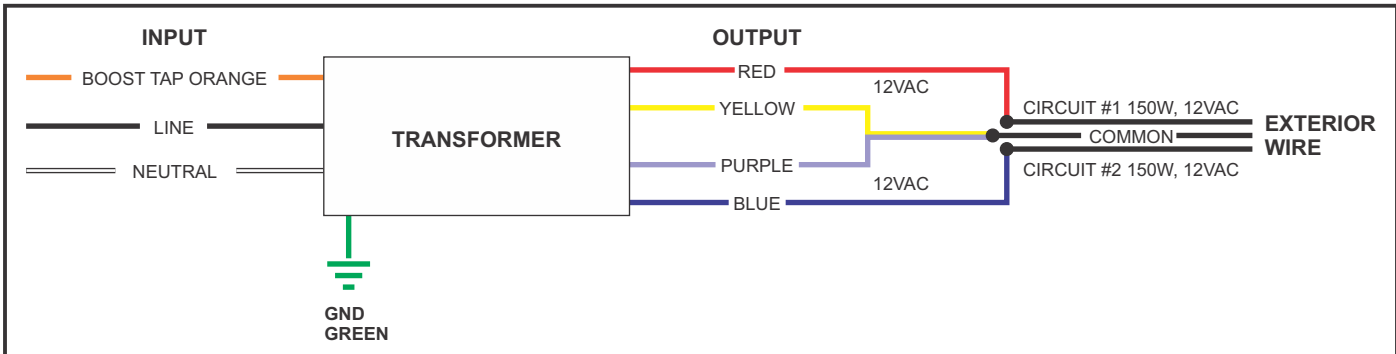 INPUT
OUTPUT
BOOST TAP ORANGE
LINE
NEUTRAL
TRANSFORMER
GND
GREEN
RED
12VAC
YELLOW
PURPLE
12VAC
BLUE
CIRCUIT #1 150W, 12VAC
COMMON
CIRCUIT #2 150W, 12VAC
EXTERIOR
WIRE